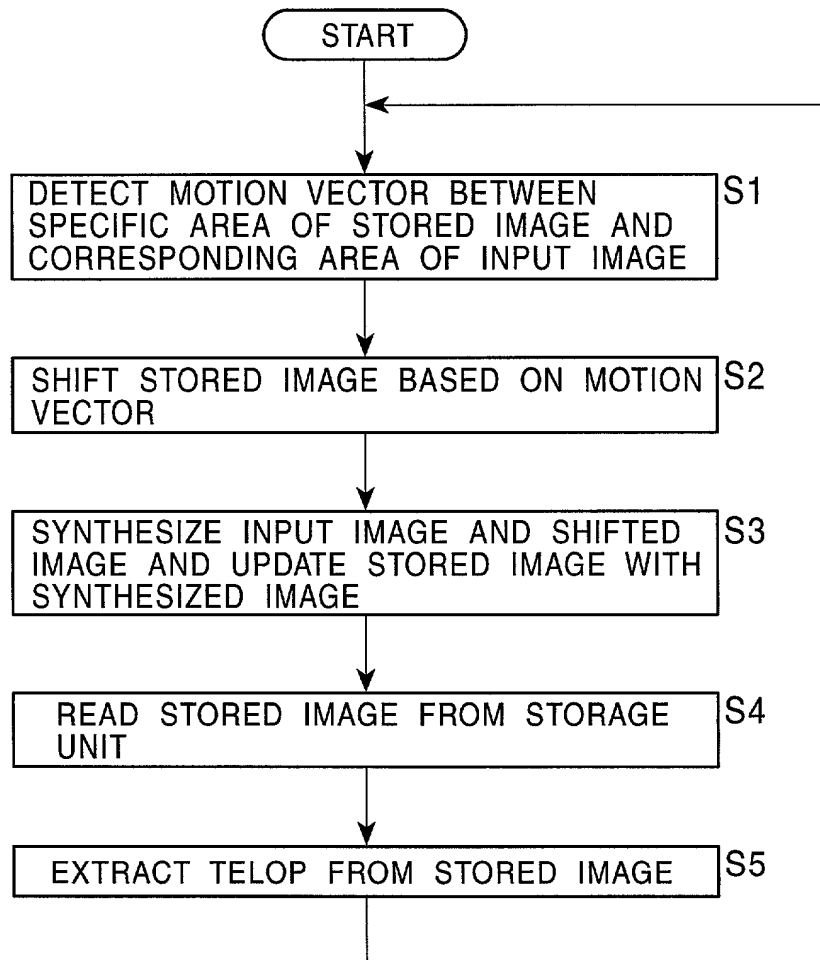 START
DETECT MOTION VECTOR BETWEEN
SPECIFIC AREA OF STORED IMAGE AND
CORRESPONDING AREA OF INPUT IMAGE
S1
SHIFT STORED IMAGE BASED ON MOTION
VECTOR
S2
SYNTHESIZE INPUT IMAGE AND SHIFTED
IMAGE AND UPDATE STORED IMAGE WITH
SYNTHESIZED IMAGE
S3
READ STORED IMAGE FROM STORAGE
UNIT
S4
EXTRACT TELOP FROM STORED IMAGE
S5